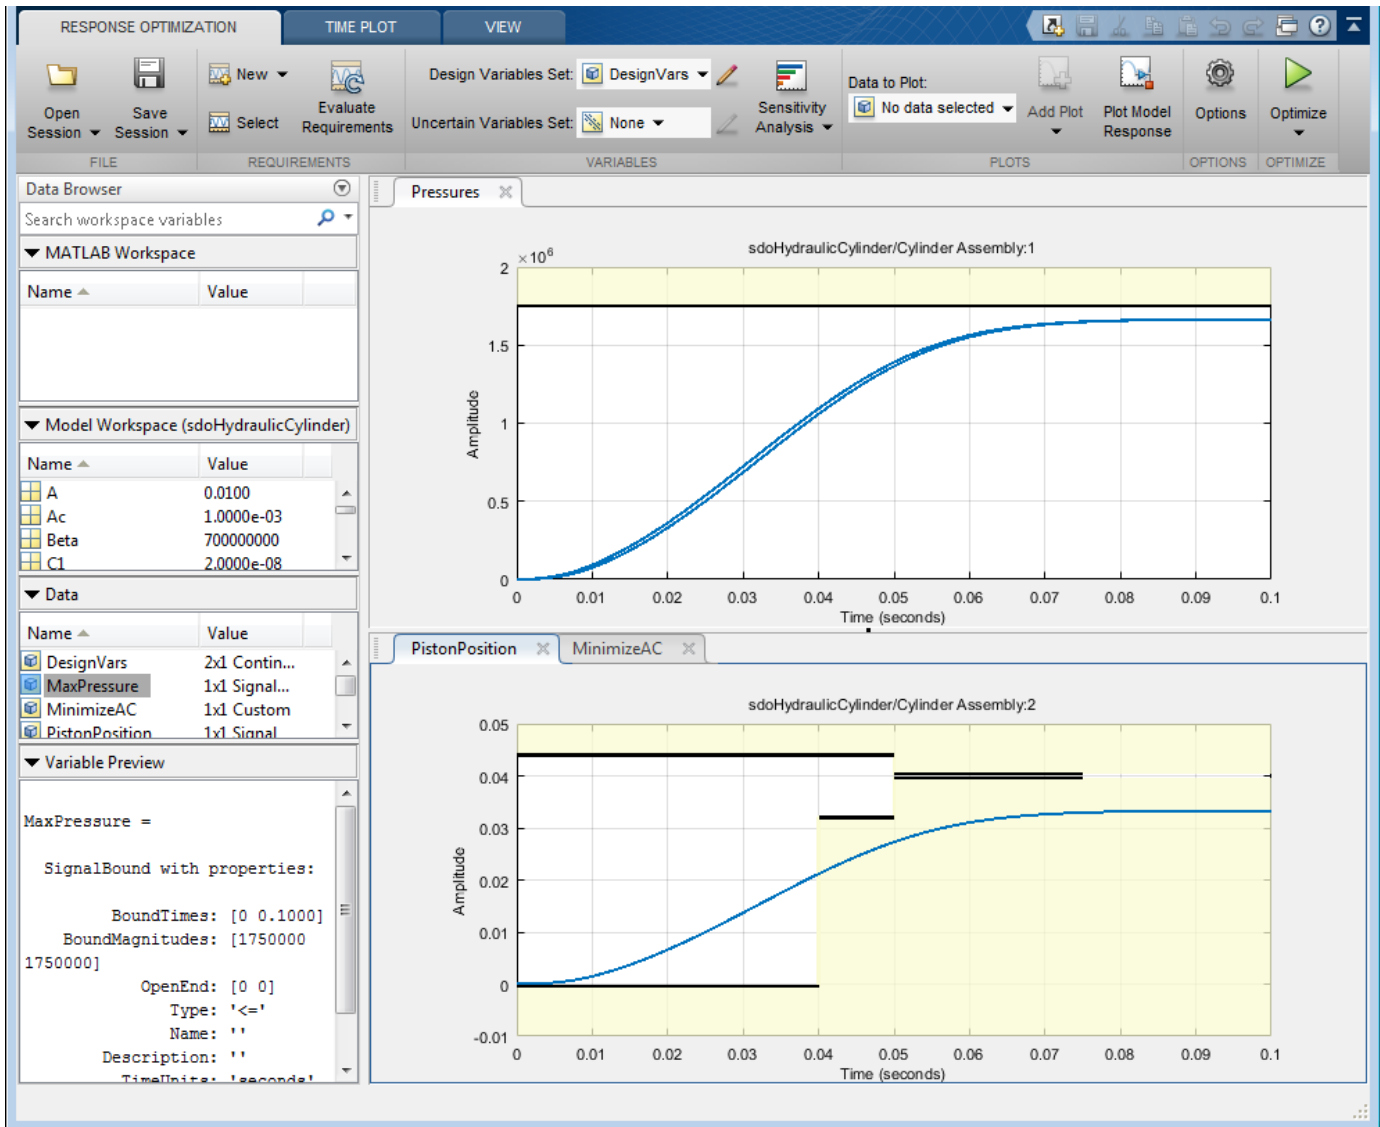 RESPONSE OPTIMIZATION TIME PLOT VIEW
Open Session
Save Session
New
Select
Evaluate Requirements
Design Variables Set: DesignVars
Uncertain Variables Set: None
Sensitivity Analysis
Data to Plot:
No data selected
Add Plot
Plot Model Response
Options
Optimize
FILE REQUIREMENTS VARIABLES PLOTS OPTIONS OPTIMIZE
Data Browser
Search workspace variables
MATLAB Workspace
Name Value
Model Workspace (sdoHydraulicCylinder)
Name Value
A 0.0100
Ac 1.0000e-03
Beta 700000000
C1 2.0000e-08
Data
Name Value
DesignVars 2x1 Contin...
MaxPressure 1x1 Signal...
MinimizeAC 1x1 Custom
PistonPosition 1x1 Signal
Variable Preview
MaxPressure =
SignalBound with properties:
BoundTimes: [0 0.1000]
BoundMagnitudes: [1750000
1750000]
OpenEnd: [0 0]
Type: '<='
Name: ''
Description: ''
TimeUnits: 'seconds'
Pressures
sdoHydraulicCylinder/Cylinder Assembly:1
×10⁶
2
1.5
1
0.5
0
Amplitude
0 0.01 0.02 0.03 0.04 0.05 0.06 0.07 0.08 0.09 0.1
Time (seconds)
PistonPosition MinimizeAC
sdoHydraulicCylinder/Cylinder Assembly:2
0.05
0.04
0.03
0.02
0.01
0
-0.01
Amplitude
0 0.01 0.02 0.03 0.04 0.05 0.06 0.07 0.08 0.09 0.1
Time (seconds)